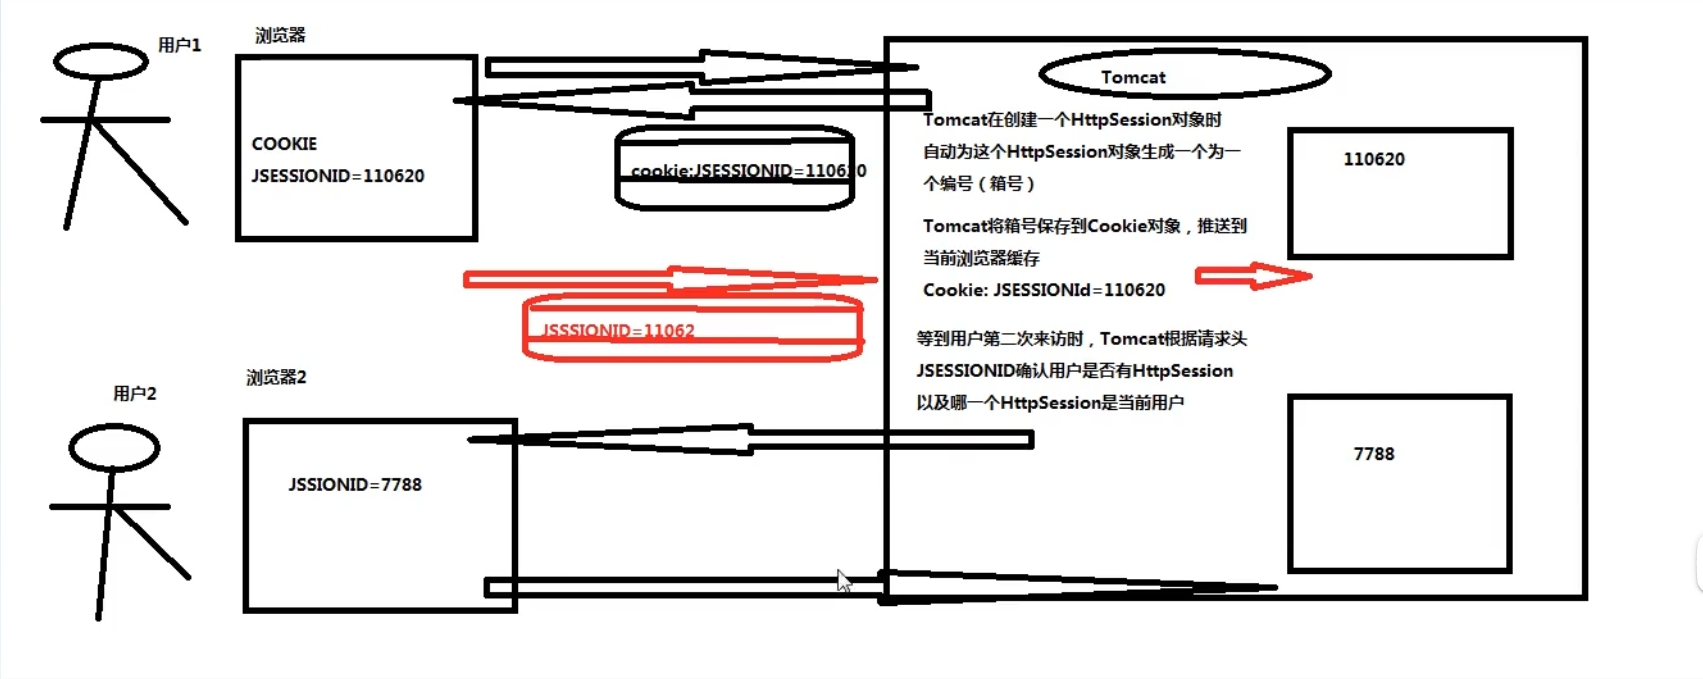 用户1
浏览器
COOKIE
JSESSIONID=110620
cookie:JSESSIONID=110620
JSSSIONID=11062
Tomcat
Tomcat在创建一个HttpSession对象时
自动为这个HttpSession对象生成一个为一
个编号（箱号）
Tomcat将箱号保存到Cookie对象，推送到
当前浏览器缓存
Cookie: JSESSIONId=110620
等到用户第二次来访时，Tomcat根据请求头
JSESSIONID确认用户是否有HttpSession
以及哪一个HttpSession是当前用户
110620
用户2
浏览器2
JSSIONID=7788
7788